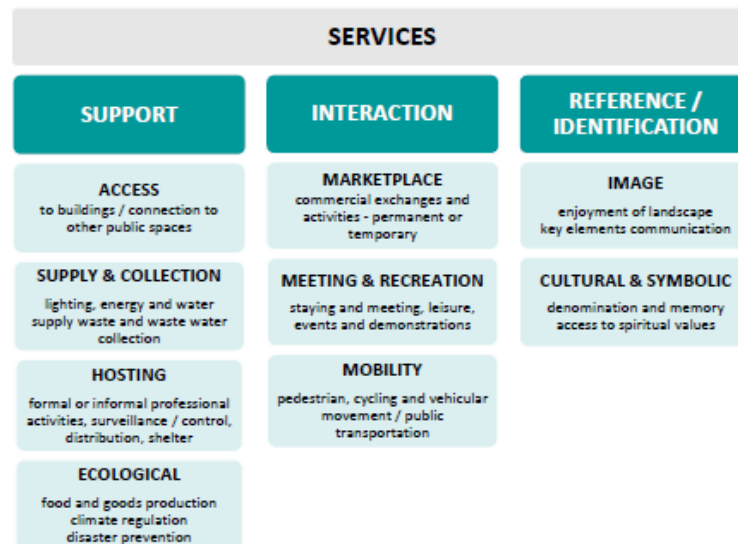 SERVICES
SUPPORT
ACCESS
to buildings / connection to
other public spaces
SUPPLY & COLLECTION
lighting, energy and water
supply waste and waste water
collection
HOSTING
formal or informal professional
activities, surveillance / control,
distribution, shelter
ECOLOGICAL
food and goods production
climate regulation
disaster prevention
INTERACTION
MARKETPLACE
commercial exchanges and
activities - permanent or
temporary
MEETING & RECREATION
staying and meeting, leisure,
events and demonstrations
MOBILITY
pedestrian, cycling and vehicular
movement / public
transportation
REFERENCE /
IDENTIFICATION
IMAGE
enjoyment of landscape
key elements communication
CULTURAL & SYMBOLIC
denomination and memory
access to spiritual values